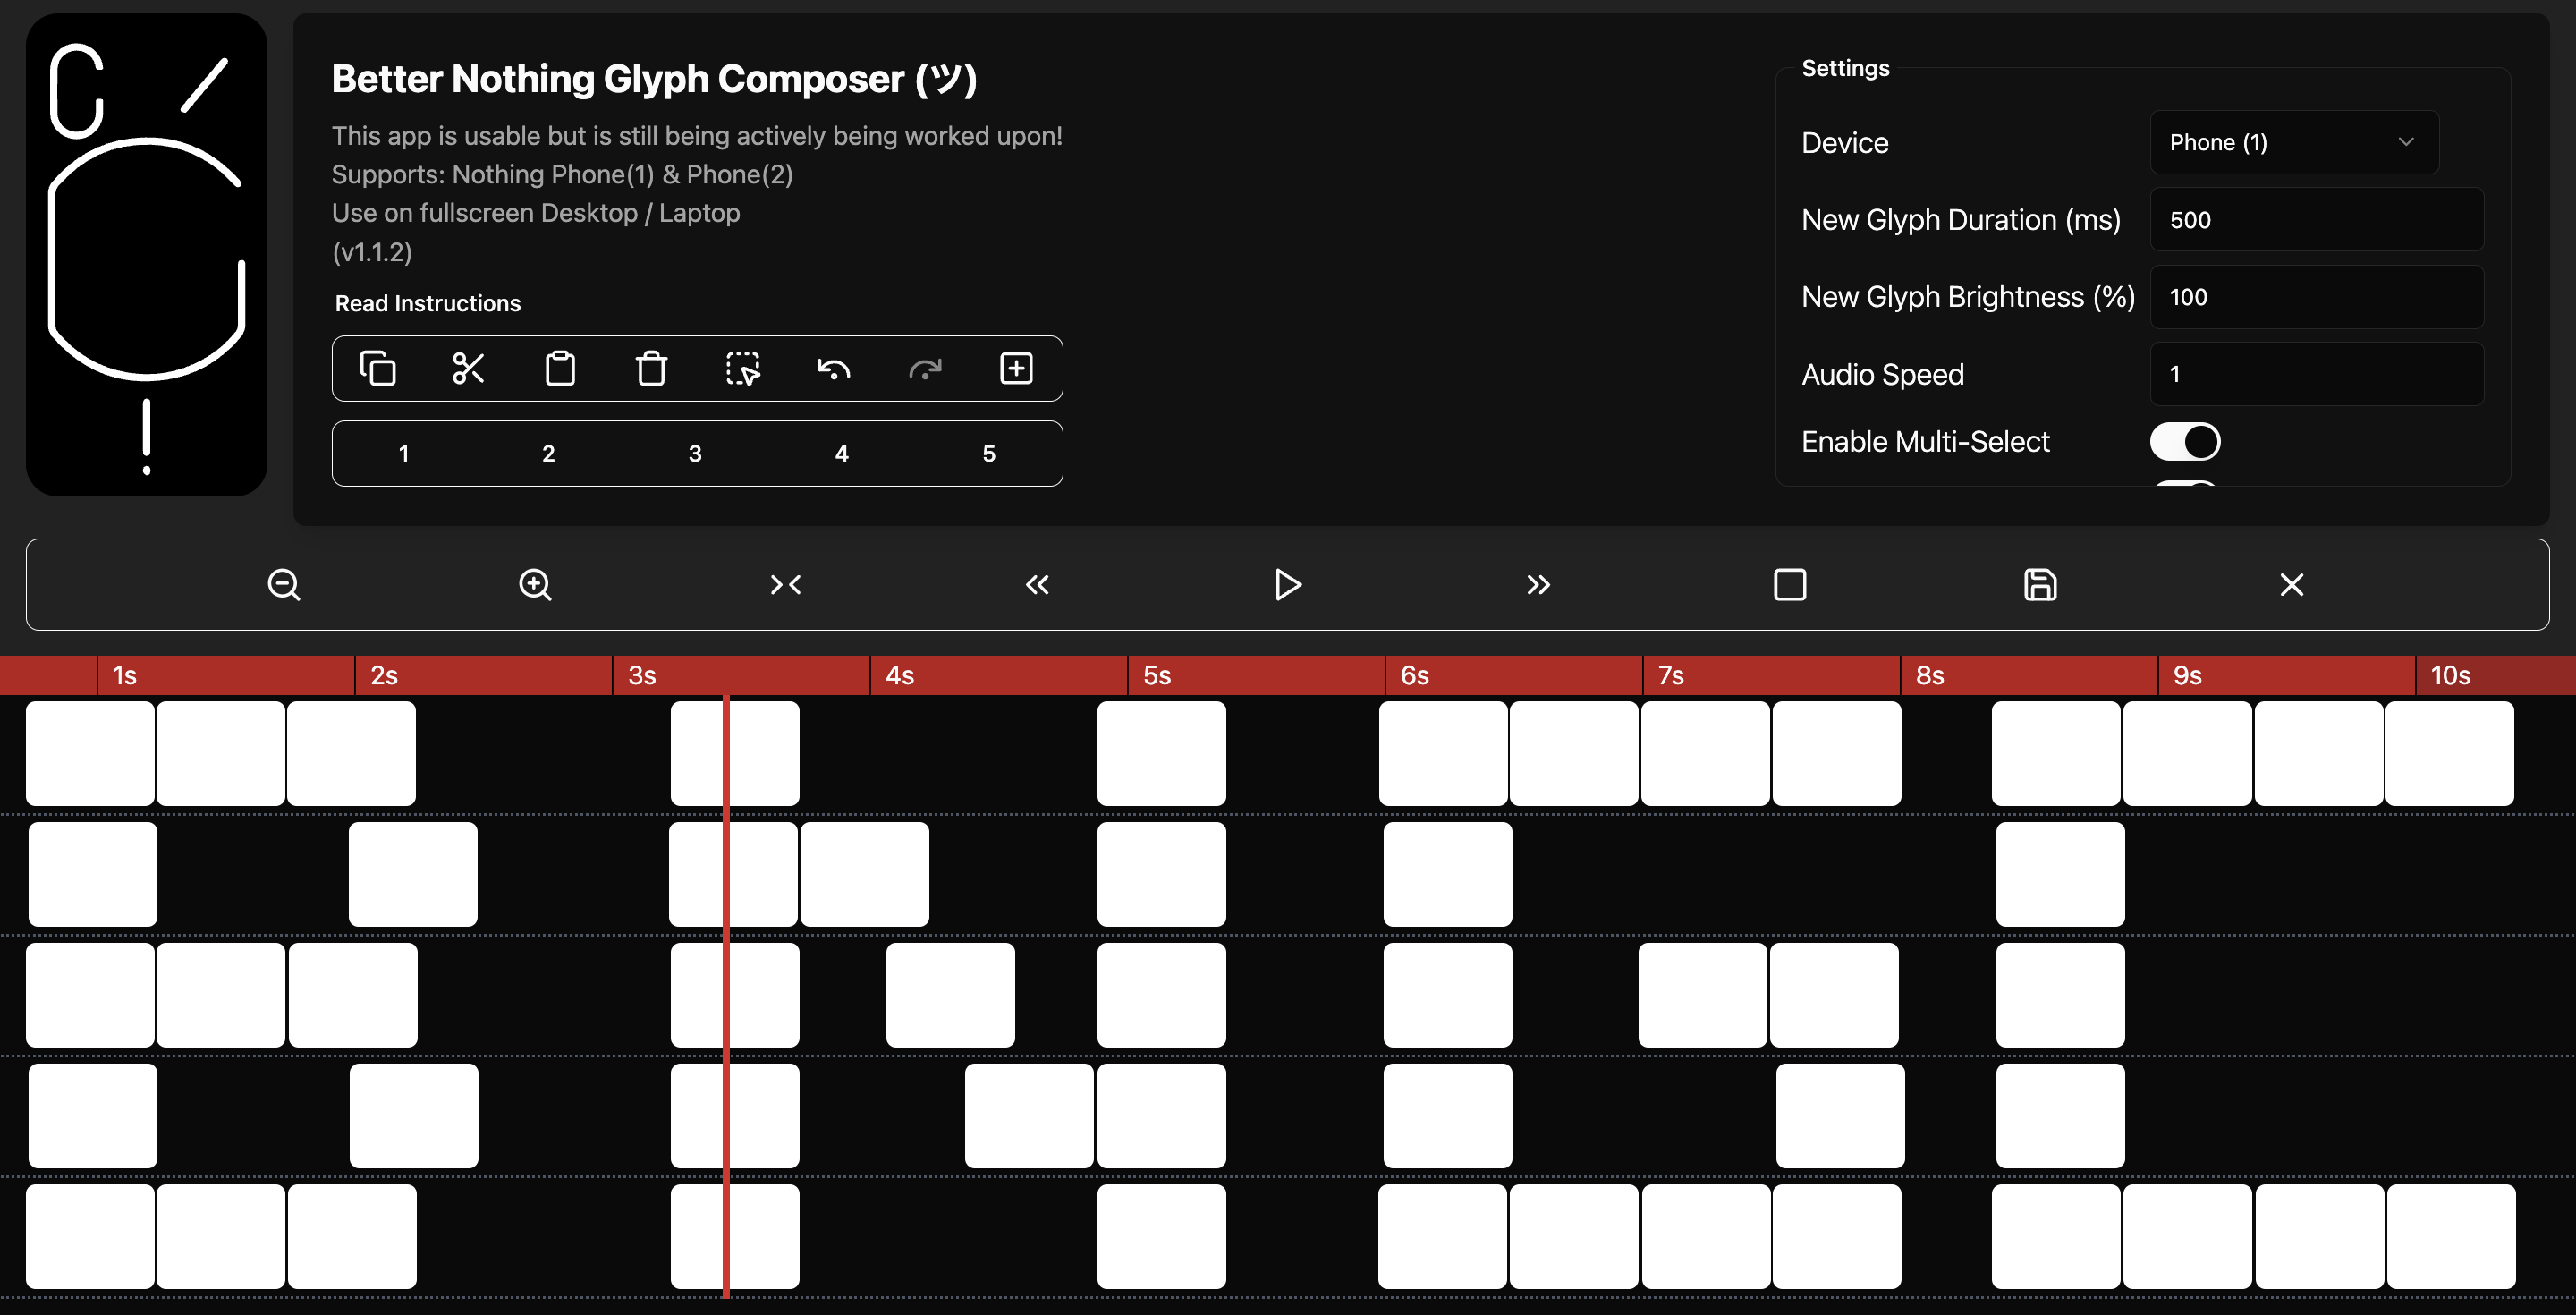 Better Nothing Glyph Composer (ツ)
This app is usable but is still being actively being worked upon!
Supports: Nothing Phone(1) & Phone(2)
Use on fullscreen Desktop / Laptop
(v1.1.2)
Read Instructions
1 2 3 4 5
Settings
Device Phone (1)
New Glyph Duration (ms) 500
New Glyph Brightness (%) 100
Audio Speed 1
Enable Multi-Select
1s 2s 3s 4s 5s 6s 7s 8s 9s 10s
BNGC